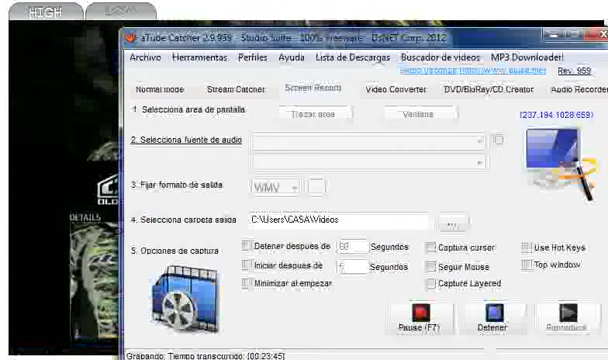 HIGH
LOW
aTube Catcher 2.9.959 - Studio Suite - 100% Freeware - DsNET Corp. 2012
Archivo Herramientas Perfiles Ayuda Lista de Descargas Buscador de videos MP3 Downloader!
Rev. 959
Normal mode Stream Catcher Screen Record Video Converter DVD/BluRay/CD Creator Audio Recorder
1. Selecciona area de pantalla Trazar area Ventana (237,194,1028,659)
2. Selecciona fuente de audio
3. Fijar formato de salida WMV
4. Selecciona carpeta salida C:\Users\CASA\Videos ...
5. Opciones de captura
Detener despues de 60 Segundos Captura cursor Use Hot Keys
Iniciar despues de Segundos Seguir Mouse Top window
Minimizar al empezar Capture Layered
DETAILS
Pause (F7) Detener Reproducir
Grabando: Tiempo transcurrido: [00:23:45]